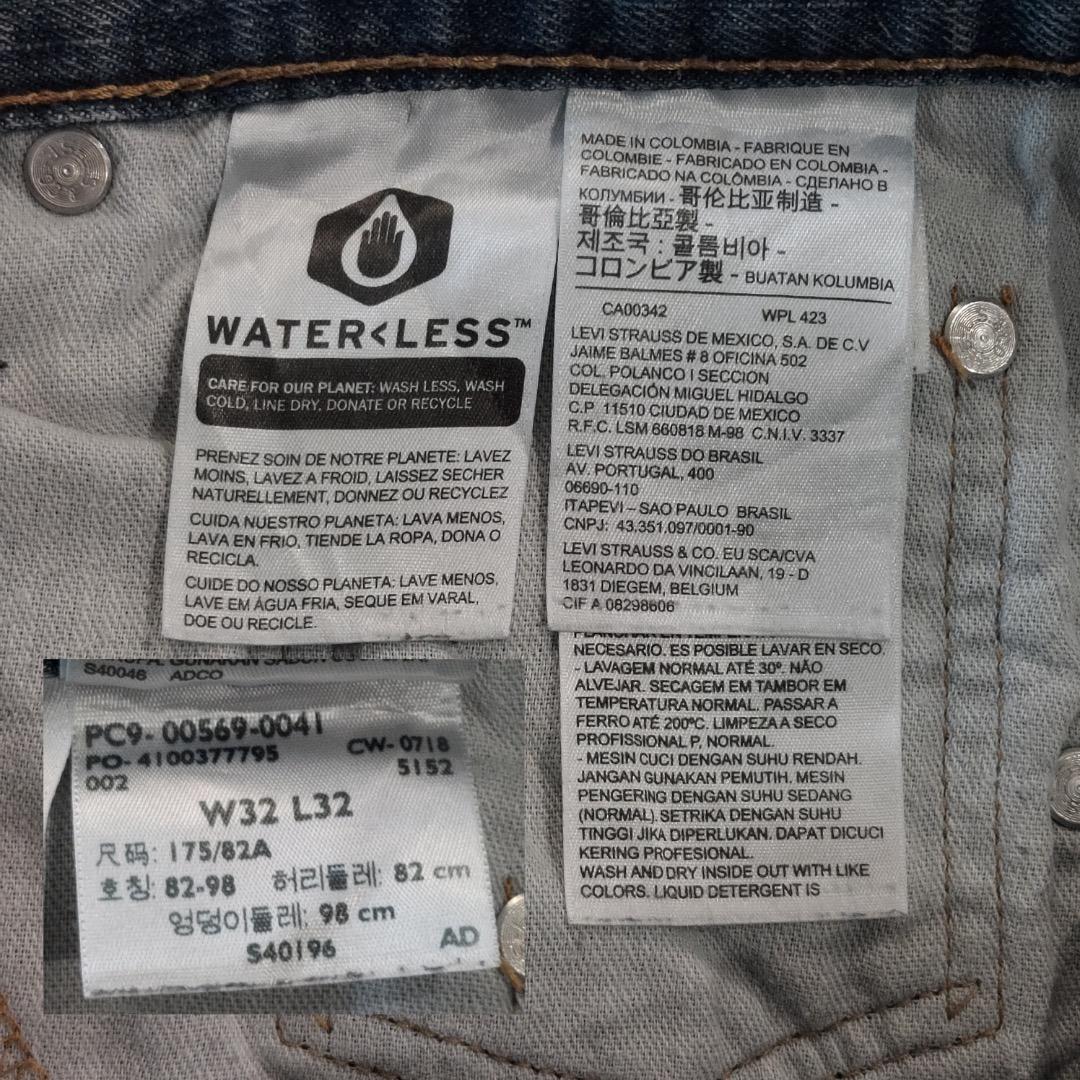 WATER<LESS™
CARE FOR OUR PLANET: WASH LESS, WASH
COLD, LINE DRY, DONATE OR RECYCLE
PRENEZ SOIN DE NOTRE PLANETE: LAVEZ
MOINS, LAVEZ A FROID, LAISSEZ SECHER
NATURELLEMENT, DONNEZ OU RECYCLEZ
CUIDA NUESTRO PLANETA: LAVA MENOS,
LAVA EN FRIO, TIENDE LA ROPA, DONA O
RECICLA.
CUIDE DO NOSSO PLANETA: LAVE MENOS,
LAVE EM ÁGUA FRIA, SEQUE EM VARAL,
DOE OU RECICLE.
MADE IN COLOMBIA - FABRIQUE EN
COLOMBIE - FABRICADO EN COLOMBIA -
FABRICADO NA COLÔMBIA - СДЕЛАНО В
КОЛУМБИИ - 哥伦比亚制造 -
哥倫比亞製 -
제조국 : 콜롬비아 -
コロンビア製 - BUATAN KOLUMBIA
CA00342 WPL 423
LEVI STRAUSS DE MEXICO, S.A. DE C.V
JAIME BALMES # 8 OFICINA 502
COL. POLANCO I SECCION
DELEGACIÓN MIGUEL HIDALGO
C.P 11510 CIUDAD DE MEXICO
R.F.C. LSM 660818 M-98 C.N.I.V. 3337
LEVI STRAUSS DO BRASIL
AV. PORTUGAL, 400
06690-110
ITAPEVI – SAO PAULO BRASIL
CNPJ: 43.351.097/0001-90
LEVI STRAUSS & CO. EU SCA/CVA
LEONARDO DA VINCILAAN, 19 - D
1831 DIEGEM, BELGIUM
CIF A 08298606
NECESARIO. ES POSIBLE LAVAR EN SECO.
- LAVAGEM NORMAL ATÉ 30º. NÃO
ALVEJAR. SECAGEM EM TAMBOR EM
TEMPERATURA NORMAL. PASSAR A
FERRO ATÉ 200ºC. LIMPEZA A SECO
PROFISSIONAL P, NORMAL.
- MESIN CUCI DENGAN SUHU RENDAH.
JANGAN GUNAKAN PEMUTIH. MESIN
PENGERING DENGAN SUHU SEDANG
(NORMAL). SETRIKA DENGAN SUHU
TINGGI JIKA DIPERLUKAN. DAPAT DICUCI
KERING PROFESIONAL.
WASH AND DRY INSIDE OUT WITH LIKE
COLORS. LIQUID DETERGENT IS
S40046 ADCO
PC9- 00569-0041
PO- 4100377795 CW- 0718
002 5152
W32 L32
尺码: 175/82A
호칭: 82-98 허리둘레: 82 cm
엉덩이둘레: 98 cm
S40196 AD